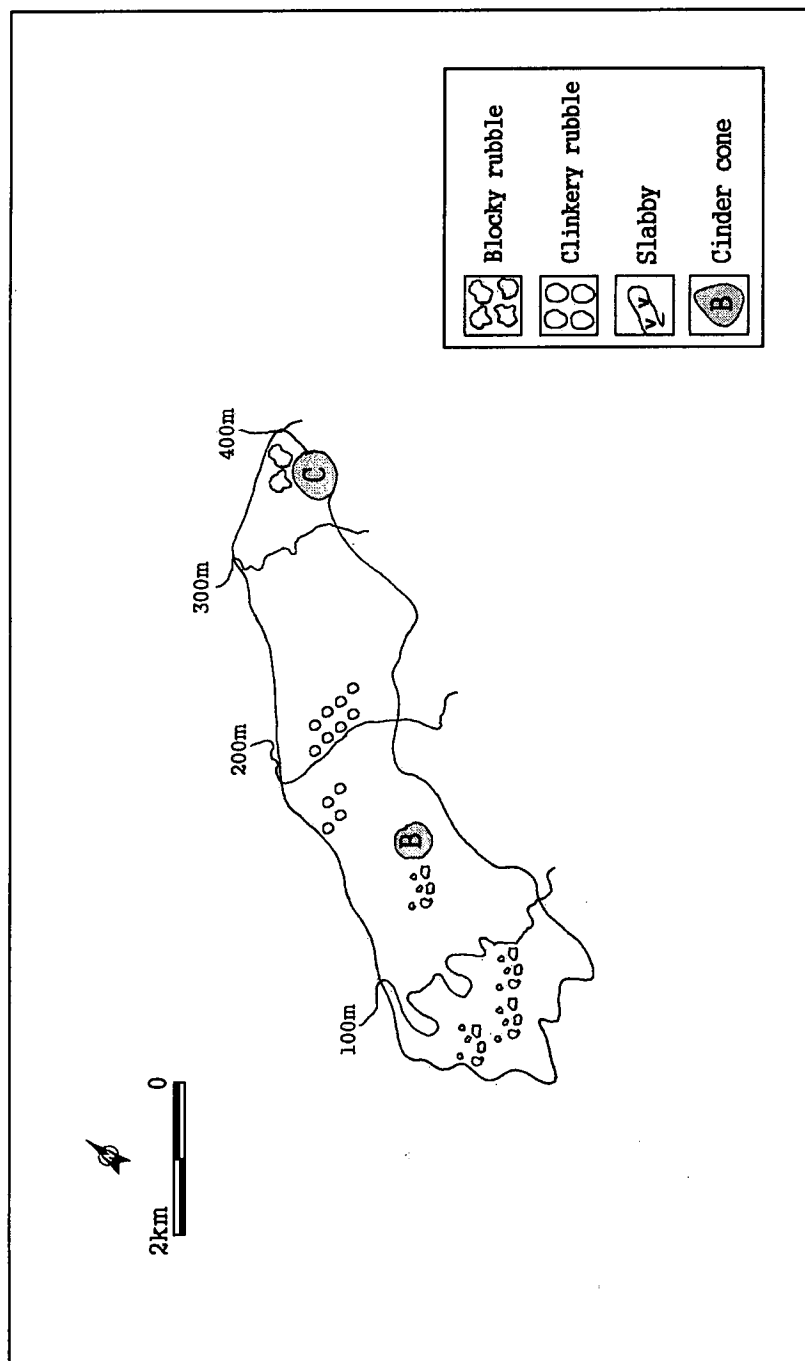 2km 0
100m
200m
300m
400m
B
C
Blocky rubble
Clinkery rubble
V V
Slabby
B
Cinder cone